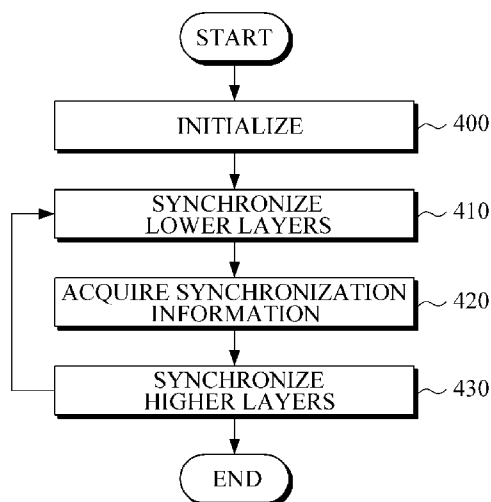 START
INITIALIZE
400
SYNCHRONIZE
LOWER LAYERS
410
ACQUIRE SYNCHRONIZATION
INFORMATION
420
SYNCHRONIZE
HIGHER LAYERS
430
END